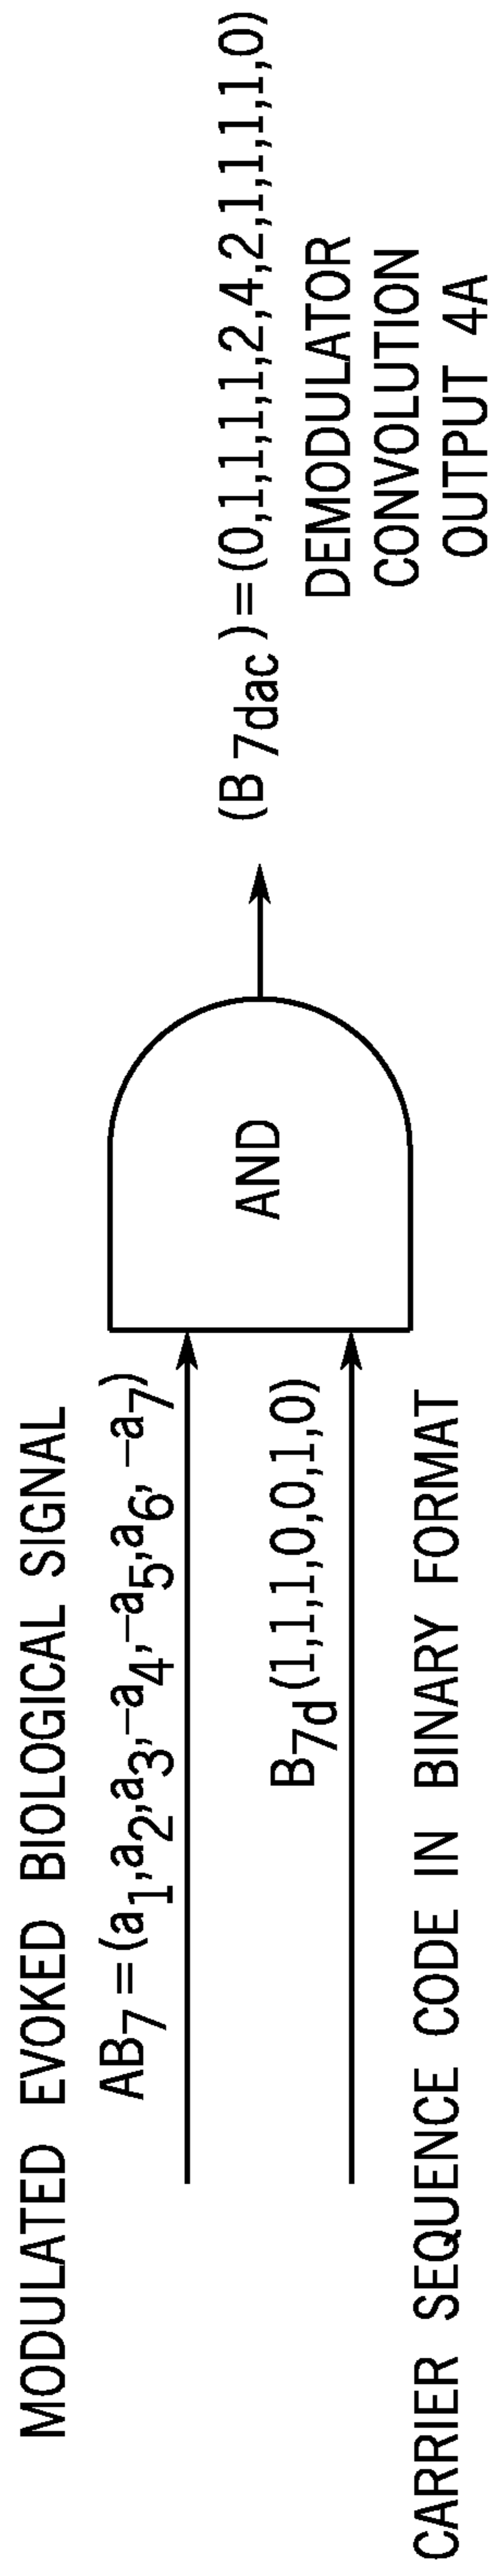 MODULATED EVOKED BIOLOGICAL SIGNAL
AB₇ = (a₁,a₂,a₃,–a₄,–a₅,a₆, –a₇)
B₇d (1,1,1,0,0,1,0)
CARRIER SEQUENCE CODE IN BINARY FORMAT
AND
(B 7dac) = (0,1,1,1,1,2,4,2,1,1,1,1,0)
DEMODULATOR
CONVOLUTION
OUTPUT 4A